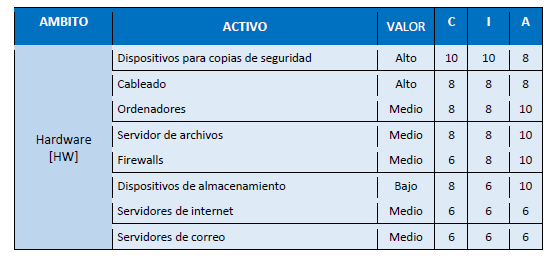 AMBITO ACTIVO VALOR C I A
Dispositivos para copias de seguridad Alto 10 10 8
Cableado Alto 8 8 8
Ordenadores Medio 8 8 10
Servidor de archivos Medio 8 8 10
Hardware
[HW]
Firewalls Medio 6 8 10
Dispositivos de almacenamiento Bajo 8 6 10
Servidores de internet Medio 6 6 6
Servidores de correo Medio 6 6 6